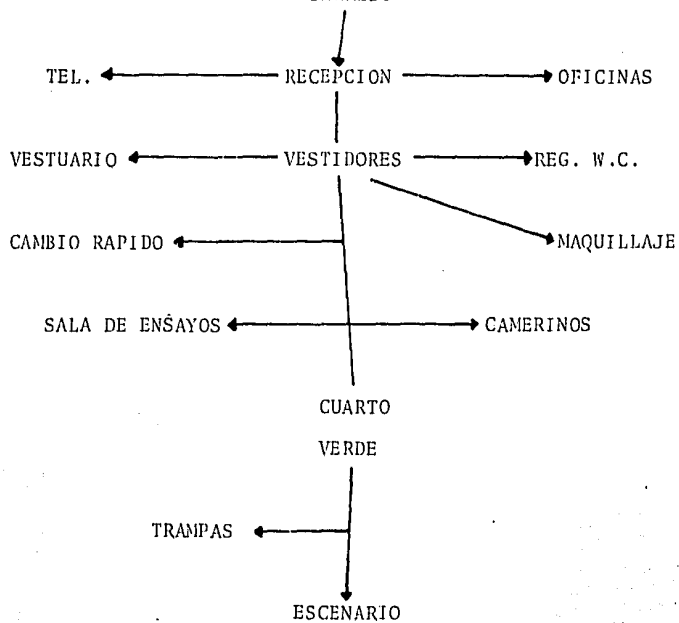 TEL. RECEPCION OFICINAS
VESTUARIO VESTIDORES REG. W.C.
CAMBIO RAPIDO MAQUILLAJE
SALA DE ENSAYOS CAMERINOS
CUARTO
VERDE
TRAMPAS
ESCENARIO